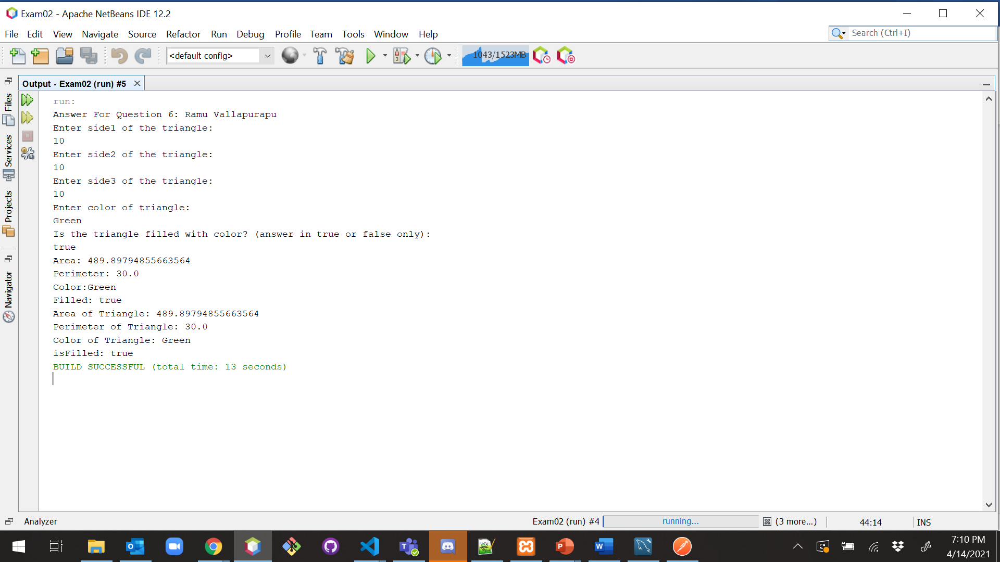 Exam02 - Apache NetBeans IDE 12.2
File Edit View Navigate Source Refactor Run Debug Profile Team Tools Window Help
Search (Ctrl+I)
<default config>
1043/1523MB
Output - Exam02 (run) #5
Files
Services
Projects
Navigator
run:
Answer For Question 6: Ramu Vallapurapu
Enter side1 of the triangle:
10
Enter side2 of the triangle:
10
Enter side3 of the triangle:
10
Enter color of triangle:
Green
Is the triangle filled with color? (answer in true or false only):
true
Area: 489.89794855663564
Perimeter: 30.0
Color:Green
Filled: true
Area of Triangle: 489.89794855663564
Perimeter of Triangle: 30.0
Color of Triangle: Green
isFilled: true
BUILD SUCCESSFUL (total time: 13 seconds)
Analyzer
Exam02 (run) #4
running...
(3 more...)
44:14
INS
7:10 PM
4/14/2021